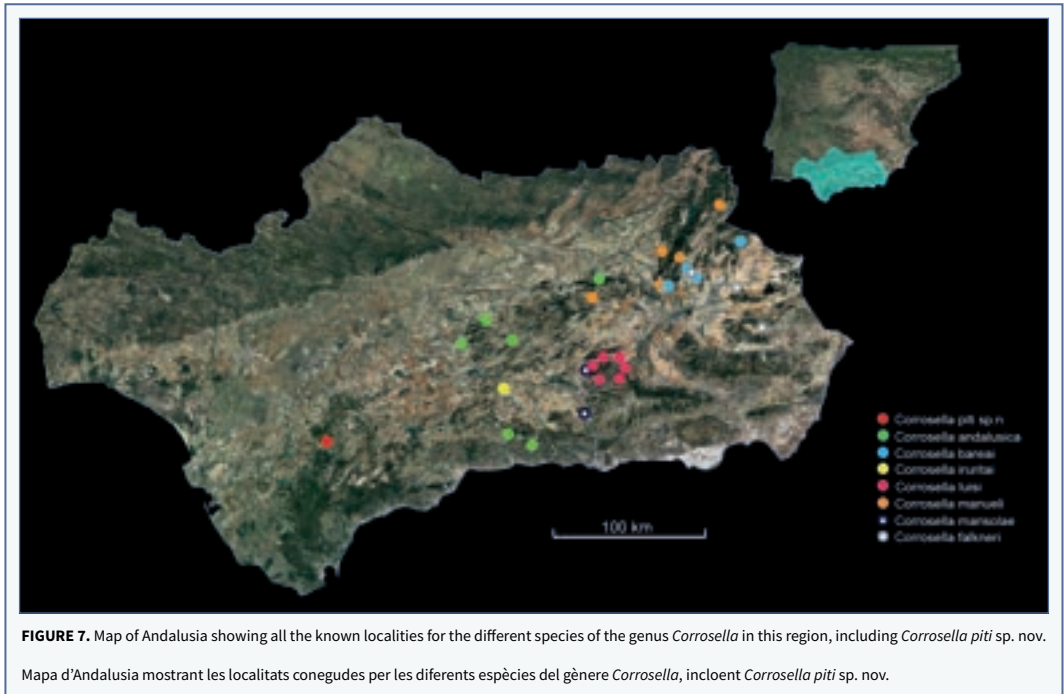 100 km
Corrosella piti sp.n
Corrosella andalusica
Corrosella bareai
Corrosella iruritai
Corrosella luisi
Corrosella manueli
Corrosella marisolae
Corrosella falkneri
FIGURE 7. Map of Andalusia showing all the known localities for the different species of the genus Corrosella in this region, including Corrosella piti sp. nov.
Mapa d’Andalusia mostrant les localitats conegudes per les diferents espècies del gènere Corrosella, incloent Corrosella piti sp. nov.